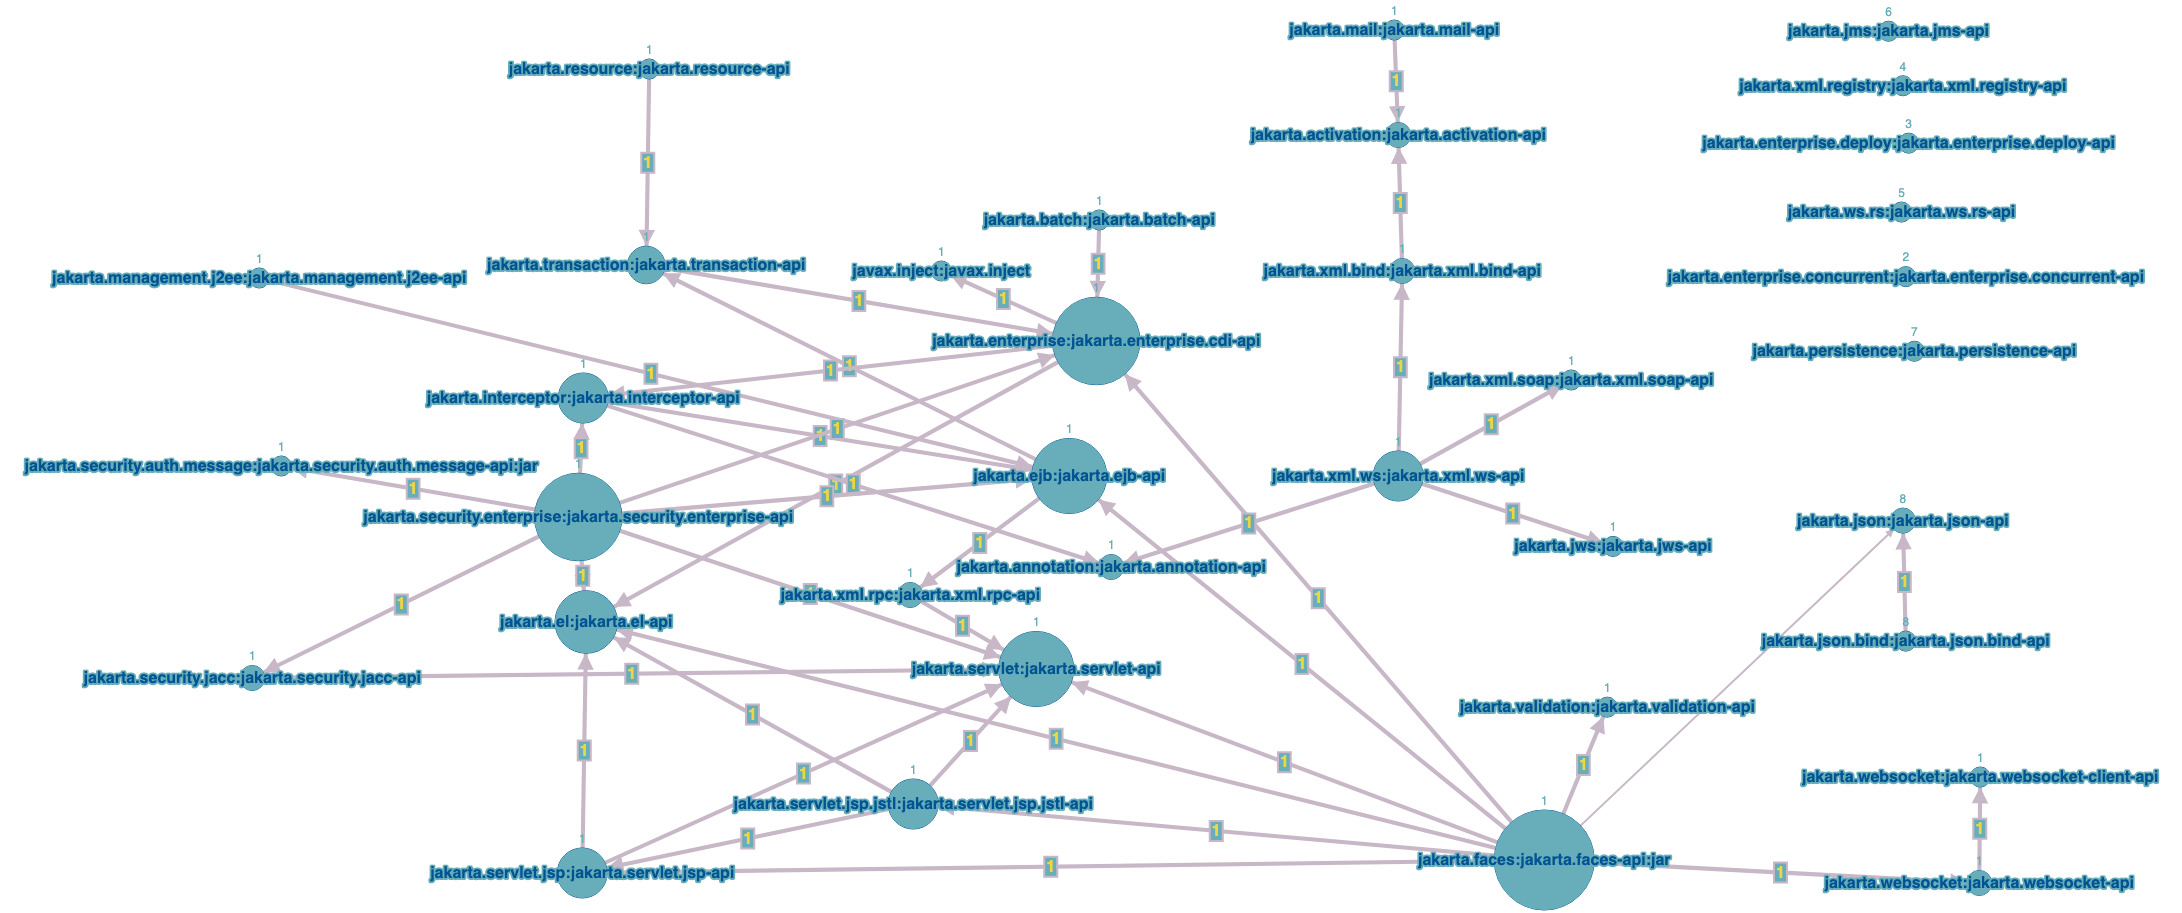 1
jakarta.mail:jakarta.mail-api
6
jakarta.jms:jakarta.jms-api
1
jakarta.resource:jakarta.resource-api
4
jakarta.xml.registry:jakarta.xml.registry-api
1
1
jakarta.activation:jakarta.activation-api
3
jakarta.enterprise.deploy:jakarta.enterprise.deploy-api
1
1
5
jakarta.ws.rs:jakarta.ws.rs-api
1
jakarta.batch:jakarta.batch-api
1
1
jakarta.transaction:jakarta.transaction-api
1
jakarta.management.j2ee:jakarta.management.j2ee-api
1
javax.inject:javax.inject
1
1
jakarta.xml.bind:jakarta.xml.bind-api
2
jakarta.enterprise.concurrent:jakarta.enterprise.concurrent-api
1
1
1
jakarta.enterprise:jakarta.enterprise.cdi-api
7
jakarta.persistence:jakarta.persistence-api
1
1
1
1
1
jakarta.xml.soap:jakarta.xml.soap-api
1
jakarta.interceptor:jakarta.interceptor-api
1
1
1
1
1
jakarta.security.auth.message:jakarta.security.auth.message-api:jar
1
jakarta.ejb:jakarta.ejb-api
1
jakarta.xml.ws:jakarta.xml.ws-api
1
1
1
1
1
jakarta.security.enterprise:jakarta.security.enterprise-api
1
1
8
jakarta.json:jakarta.json-api
1
1
jakarta.jws:jakarta.jws-api
1
jakarta.annotation:jakarta.annotation-api
1
1
jakarta.xml.rpc:jakarta.xml.rpc-api
1
1
1
jakarta.el:jakarta.el-api
1
1
jakarta.servlet:jakarta.servlet-api
8
jakarta.json.bind:jakarta.json.bind-api
1
jakarta.security.jacc:jakarta.security.jacc-api
1
1
1
jakarta.validation:jakarta.validation-api
1
1
1
1
1
1
1
1
jakarta.websocket:jakarta.websocket-client-api
1
jakarta.servlet.jsp.jstl:jakarta.servlet.jsp.jstl-api
1
1
1
1
1
jakarta.servlet.jsp:jakarta.servlet.jsp-api
1
1
jakarta.faces:jakarta.faces-api:jar
1
1
jakarta.websocket:jakarta.websocket-api